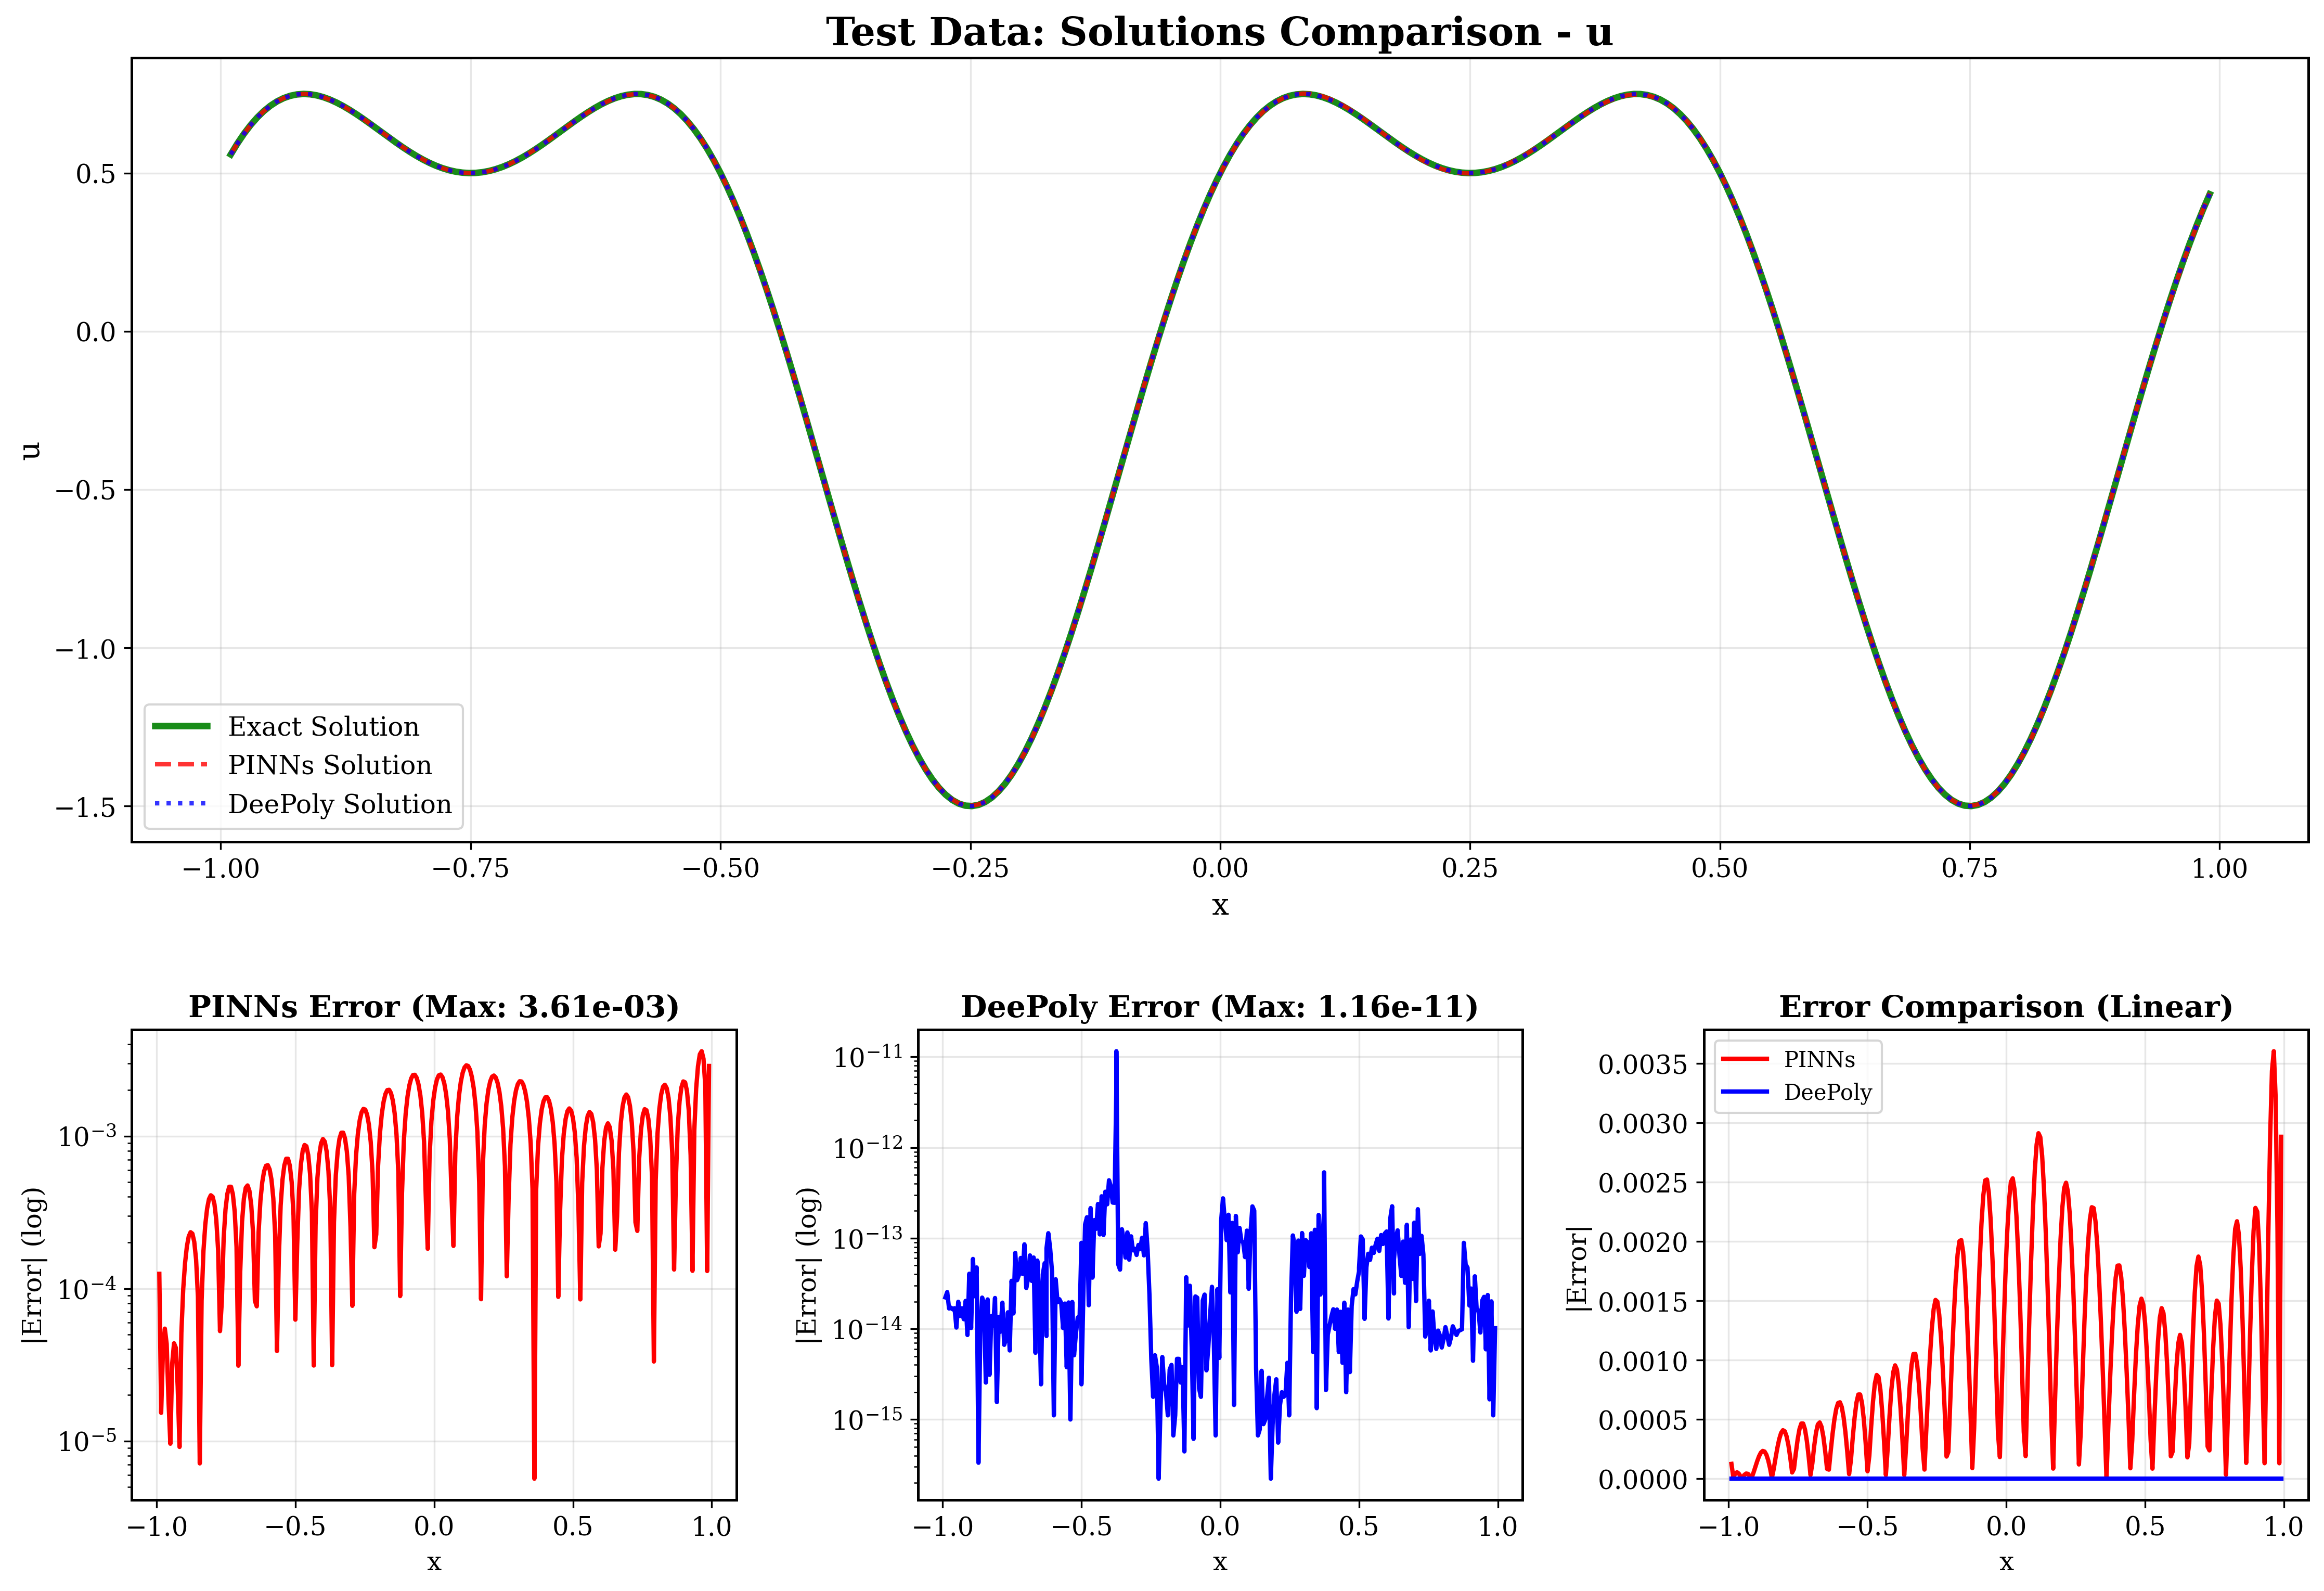 Test Data: Solutions Comparison - u
u
0.5
0.0
−0.5
−1.0
−1.5
Exact Solution
PINNs Solution
DeePoly Solution
−1.00 −0.75 −0.50 −0.25 0.00 0.25 0.50 0.75 1.00
x
PINNs Error (Max: 3.61e-03)
|Error| (log)
10⁻³
10⁻⁴
10⁻⁵
−1.0 −0.5 0.0 0.5 1.0
x
DeePoly Error (Max: 1.16e-11)
|Error| (log)
10⁻¹¹
10⁻¹²
10⁻¹³
10⁻¹⁴
10⁻¹⁵
−1.0 −0.5 0.0 0.5 1.0
x
Error Comparison (Linear)
|Error|
0.0035
0.0030
0.0025
0.0020
0.0015
0.0010
0.0005
0.0000
PINNs
DeePoly
−1.0 −0.5 0.0 0.5 1.0
x